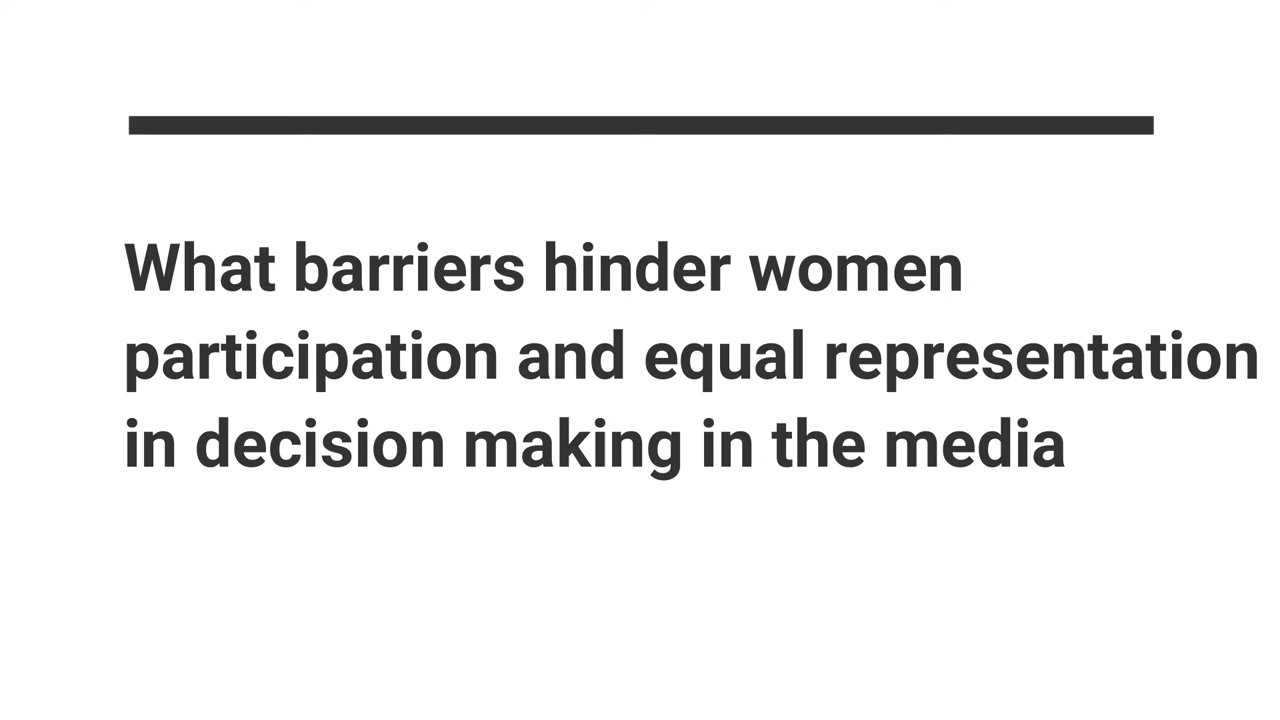 What barriers hinder women
participation and equal representation
in decision making in the media